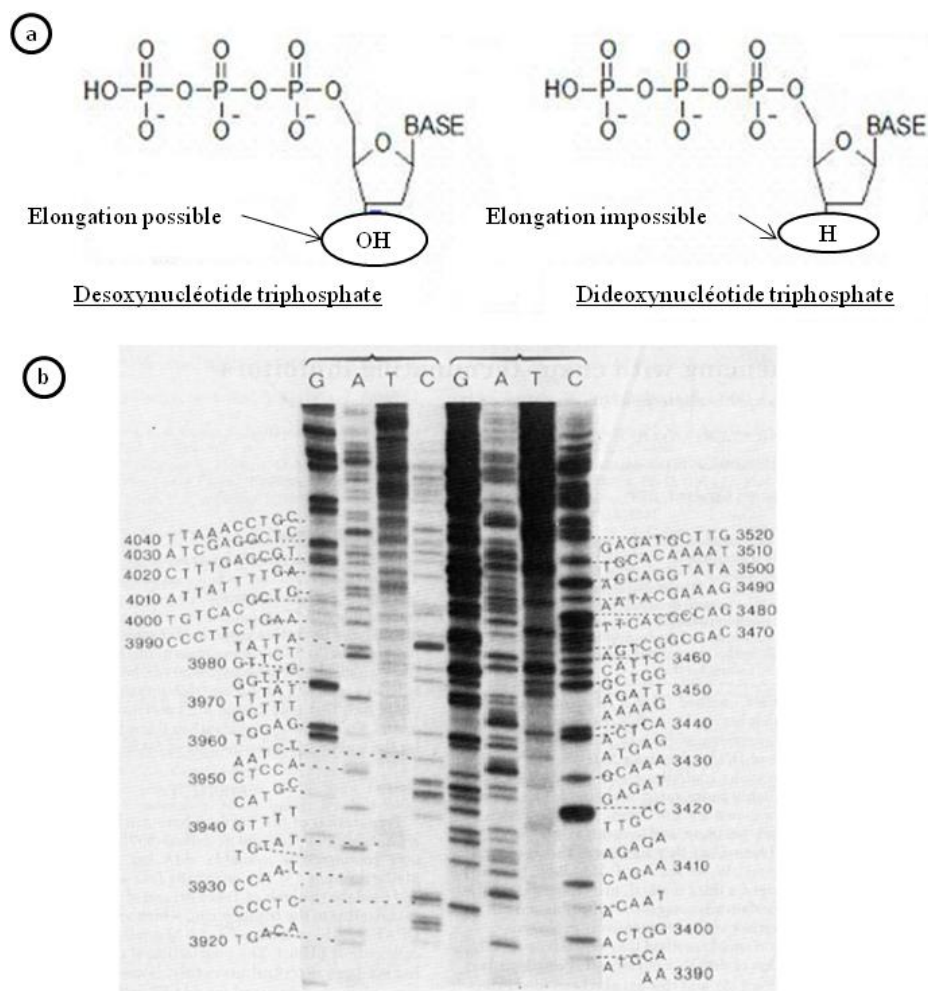 a
O O O
HO—P—O—P—O—P—O
O⁻ O⁻ O⁻
O
BASE
Elongation possible
OH
Desoxynucléotide triphosphate
O O O
HO—P—O—P—O—P—O
O⁻ O⁻ O⁻
O
BASE
Elongation impossible
H
Dideoxynucléotide triphosphate
b
G A T C G A T C
4040 TTAAACCTGC
4030 ATCGAGGCTC
4020 CTTTGAGCGT
4010 ATTATTTTGA
4000 TGTCACGCTG
3990 CCCTTCTGAA
TATTA
3980 GTTCT
GGTTG
3970 TTTAT
GCTTT
3960 TGGAG
AATCT
3950 CTCCA
CATGC
3940 GTTTT
TGTAT
3930 CCAAT
CCCTC
3920 TGACA
GAGATGCTTG 3520
TGCACAAAAT 3510
AGCAGGTATA 3500
AATACGAAAG 3490
TTCACGCCAG 3480
AGTCGGCGAC 3470
CATTC 3460
GCTGG
AGATT 3450
AAAAG
ACTCA 3440
ATGAG
GCAAA 3430
GAGAT
TTGCC 3420
AGAGA
CAGAA 3410
ACAAT
ACTGG 3400
ATGCA
AA 3390